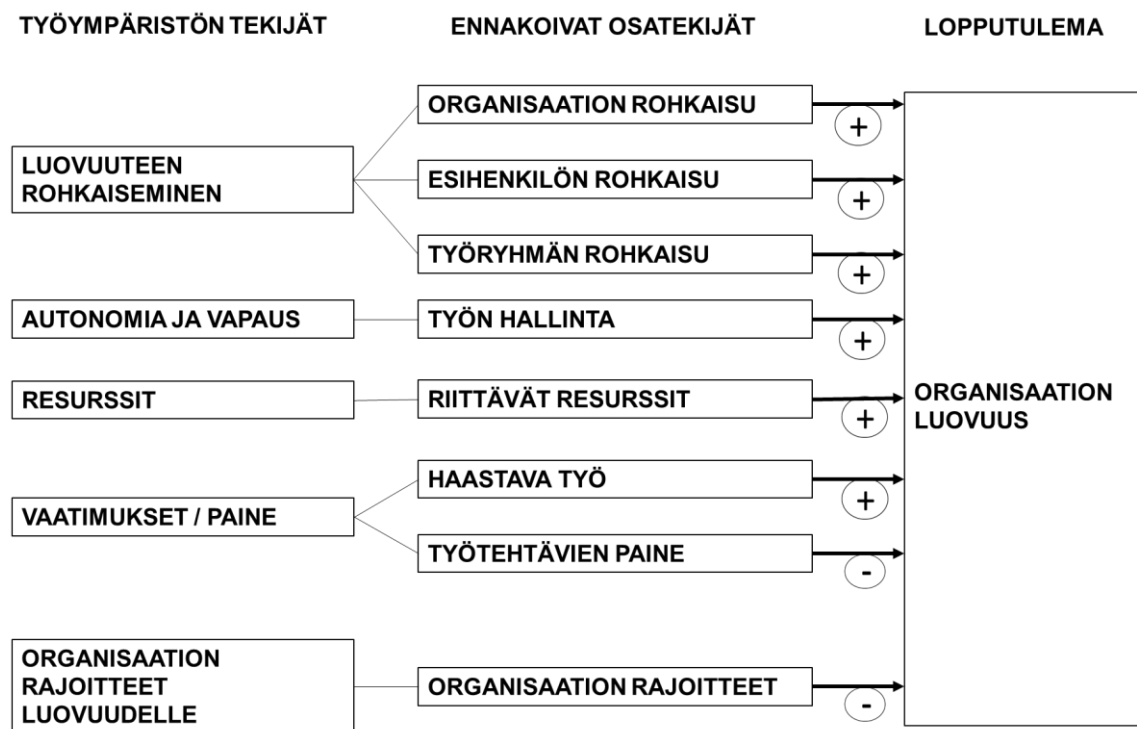 TYÖYMPÄRISTÖN TEKIJÄT
ENNAKOIVAT OSATEKIJÄT
LOPPUTULEMA
LUOVUUTEEN
ROHKAISEMINEN
ORGANISAATION ROHKAISU
+
ESIHENKILÖN ROHKAISU
+
TYÖRYHMÄN ROHKAISU
+
AUTONOMIA JA VAPAUS
TYÖN HALLINTA
+
RESURSSIT
RIITTÄVÄT RESURSSIT
+
VAATIMUKSET / PAINE
HAASTAVA TYÖ
+
TYÖTEHTÄVIEN PAINE
-
ORGANISAATION
RAJOITTEET
LUOVUUDELLE
ORGANISAATION RAJOITTEET
-
ORGANISAATION
LUOVUUS